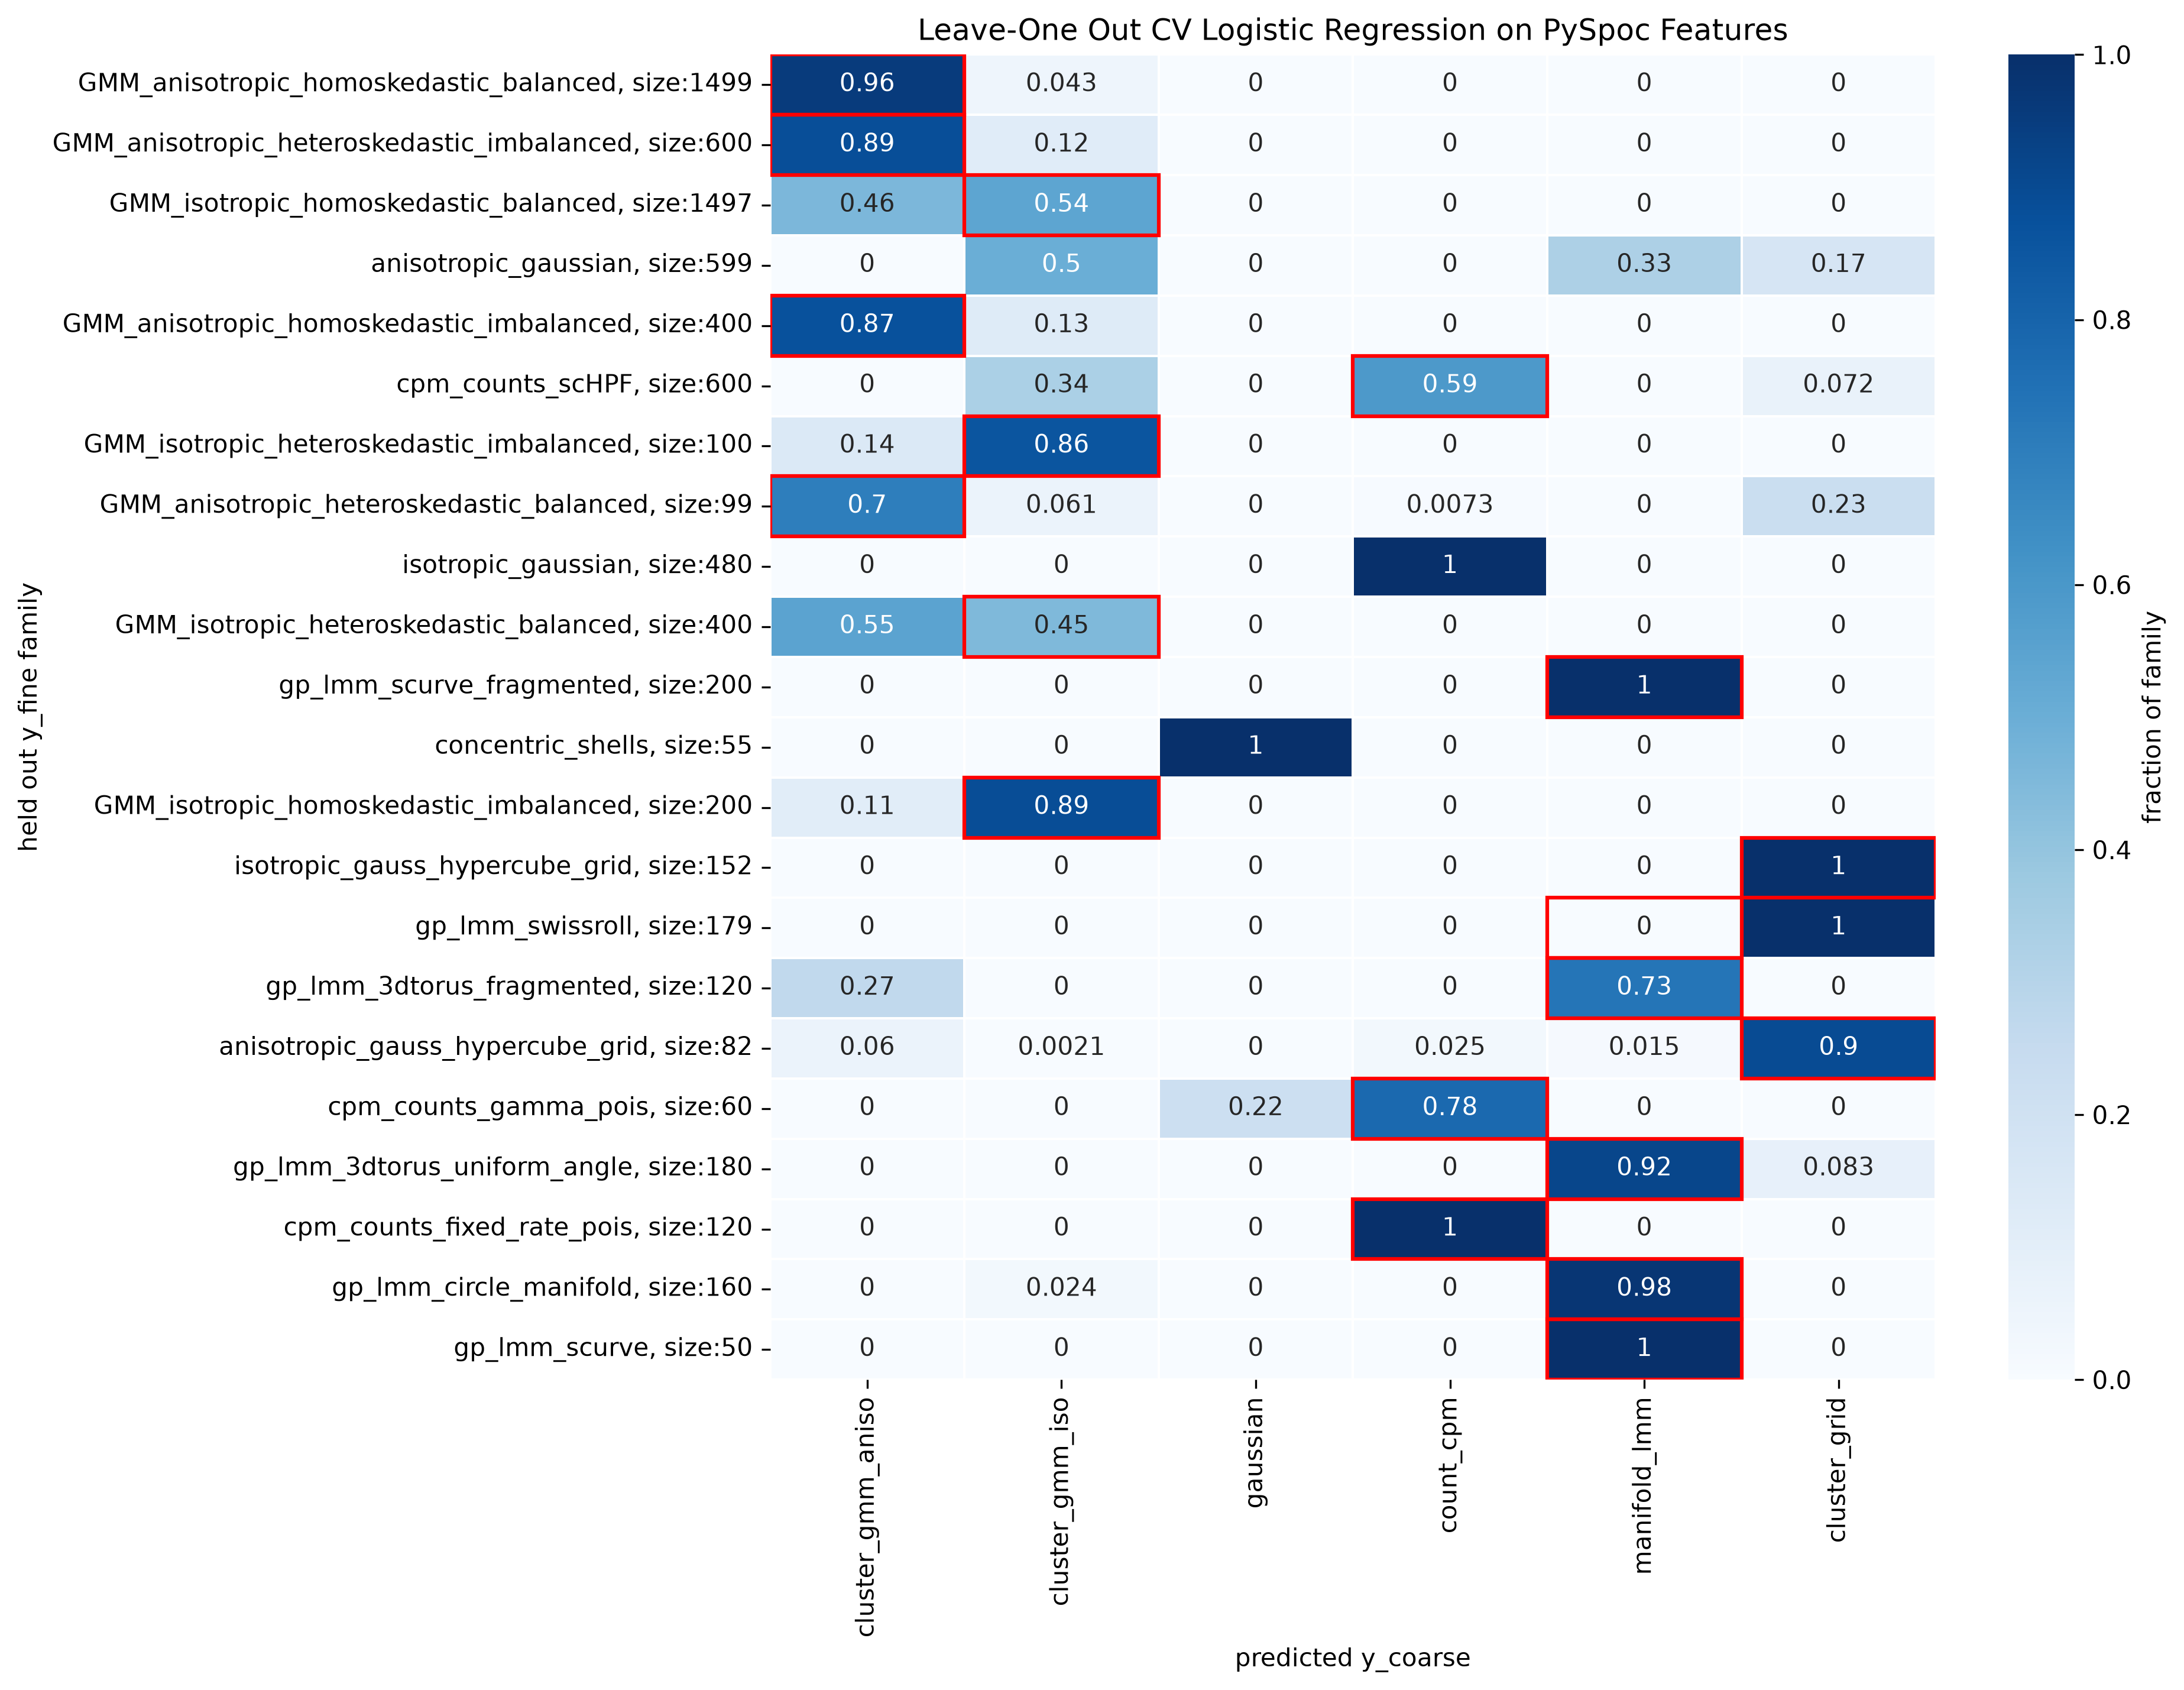 Leave-One Out CV Logistic Regression on PySpoc Features
held out y_fine family
GMM_anisotropic_homoskedastic_balanced, size:1499 0.96 0.043 0 0 0 0
GMM_anisotropic_heteroskedastic_imbalanced, size:600 0.89 0.12 0 0 0 0
GMM_isotropic_homoskedastic_balanced, size:1497 0.46 0.54 0 0 0 0
anisotropic_gaussian, size:599 0 0.5 0 0 0.33 0.17
GMM_anisotropic_homoskedastic_imbalanced, size:400 0.87 0.13 0 0 0 0
cpm_counts_scHPF, size:600 0 0.34 0 0.59 0 0.072
GMM_isotropic_heteroskedastic_imbalanced, size:100 0.14 0.86 0 0 0 0
GMM_anisotropic_heteroskedastic_balanced, size:99 0.7 0.061 0 0.0073 0 0.23
isotropic_gaussian, size:480 0 0 0 1 0 0
GMM_isotropic_heteroskedastic_balanced, size:400 0.55 0.45 0 0 0 0
gp_lmm_scurve_fragmented, size:200 0 0 0 0 1 0
concentric_shells, size:55 0 0 1 0 0 0
GMM_isotropic_homoskedastic_imbalanced, size:200 0.11 0.89 0 0 0 0
isotropic_gauss_hypercube_grid, size:152 0 0 0 0 0 1
gp_lmm_swissroll, size:179 0 0 0 0 0 1
gp_lmm_3dtorus_fragmented, size:120 0.27 0 0 0 0.73 0
anisotropic_gauss_hypercube_grid, size:82 0.06 0.0021 0 0.025 0.015 0.9
cpm_counts_gamma_pois, size:60 0 0 0.22 0.78 0 0
gp_lmm_3dtorus_uniform_angle, size:180 0 0 0 0 0.92 0.083
cpm_counts_fixed_rate_pois, size:120 0 0 0 1 0 0
gp_lmm_circle_manifold, size:160 0 0.024 0 0 0.98 0
gp_lmm_scurve, size:50 0 0 0 0 1 0
cluster_gmm_aniso
cluster_gmm_iso
gaussian
count_cpm
manifold_lmm
cluster_grid
predicted y_coarse
1.0
0.8
0.6
0.4
0.2
0.0
fraction of family